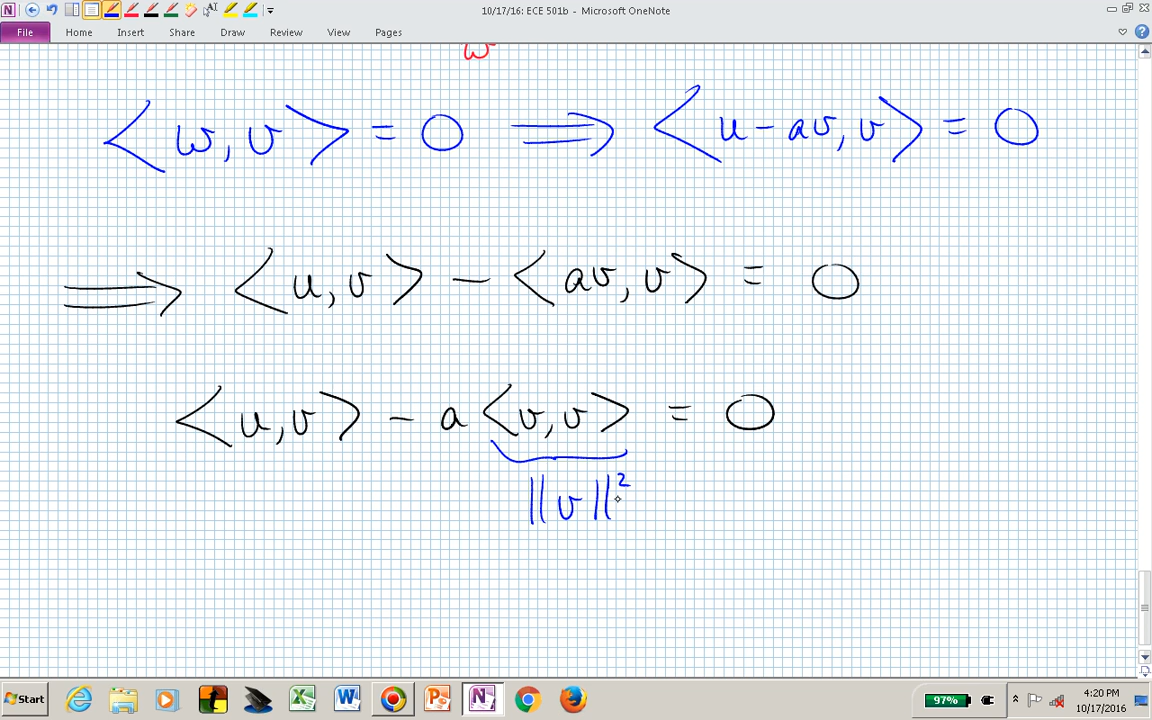 10/17/16: ECE 501b - Microsoft OneNote
File Home Insert Share Draw Review View Pages
w
<w, v> = 0 ⟹ <u - av, v> = 0
⟹ <u, v> - <av, v> = 0
<u, v> - a <v, v> = 0
||v||²
Start
97%
4:20 PM
10/17/2016